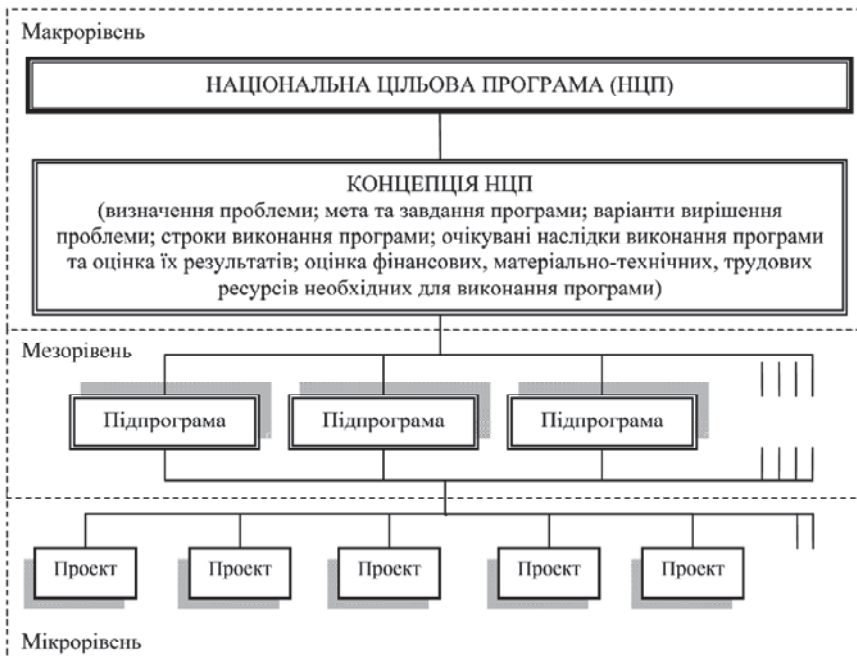 Макрорівень
НАЦІОНАЛЬНА ЦІЛЬОВА ПРОГРАМА (НЦП)
КОНЦЕПЦІЯ НЦП
(визначення проблеми; мета та завдання програми; варіанти вирішення
проблеми; строки виконання програми; очікувані наслідки виконання програми
та оцінка їх результатів; оцінка фінансових, матеріально-технічних, трудових
ресурсів необхідних для виконання програми)
Мезорівень
Підпрограма
Підпрограма
Підпрограма
Проект
Проект
Проект
Проект
Проект
Мікрорівень